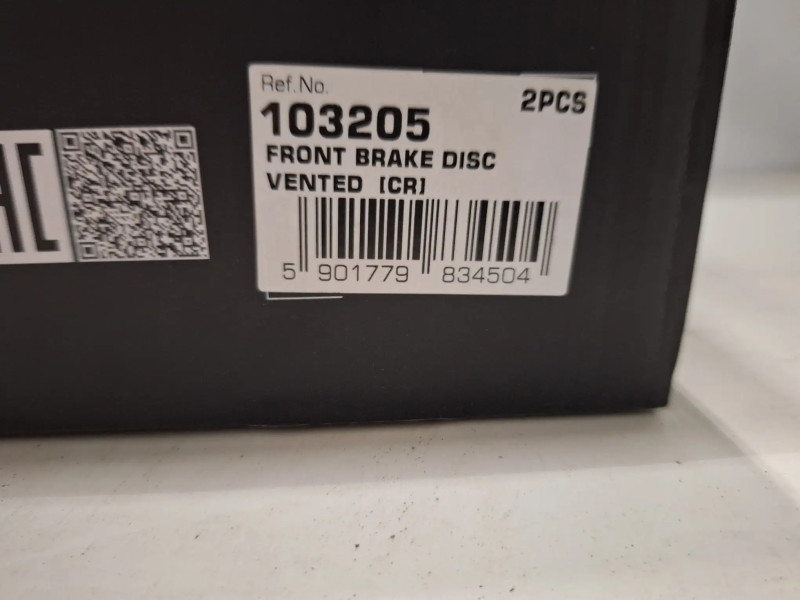 Ref.No.
103205
2PCS
FRONT BRAKE DISC
VENTED [CR]
5 901779 834504